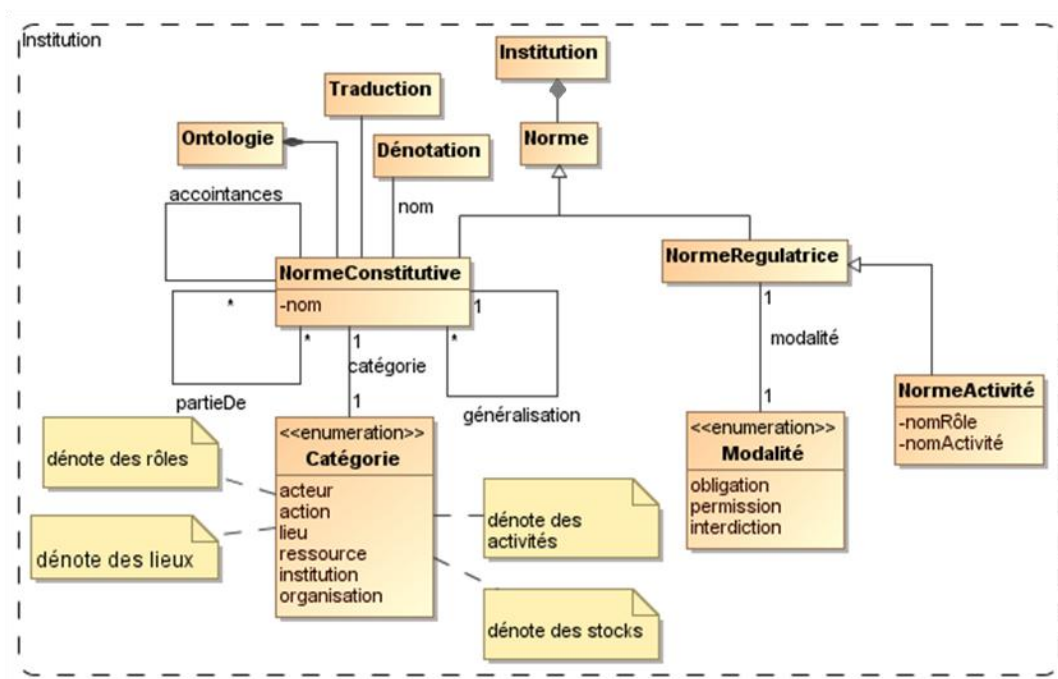 Institution
Institution
Traduction
Ontologie
Dénotation
Norme
accointances
nom
NormeConstitutive
-nom
NormeRegulatrice
*
*
1
*
1
1
catégorie
modalité
1
1
partieDe
généralisation
NormeActivité
-nomRôle
-nomActivité
<<enumeration>>
Catégorie
acteur
action
lieu
ressource
institution
organisation
<<enumeration>>
Modalité
obligation
permission
interdiction
dénote des rôles
dénote des lieux
dénote des
activités
dénote des stocks